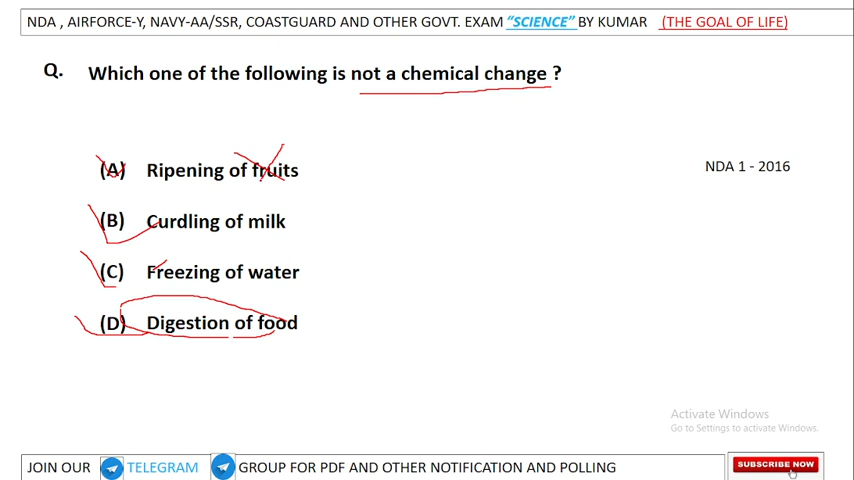 NDA , AIRFORCE-Y, NAVY-AA/SSR, COASTGUARD AND OTHER GOVT. EXAM “SCIENCE” BY KUMAR (THE GOAL OF LIFE)
Q. Which one of the following is not a chemical change ?
(A) Ripening of fruits
NDA 1 - 2016
(B) Curdling of milk
(C) Freezing of water
(D) Digestion of food
Activate Windows
Go to Settings to activate Windows.
JOIN OUR TELEGRAM GROUP FOR PDF AND OTHER NOTIFICATION AND POLLING
SUBSCRIBE NOW